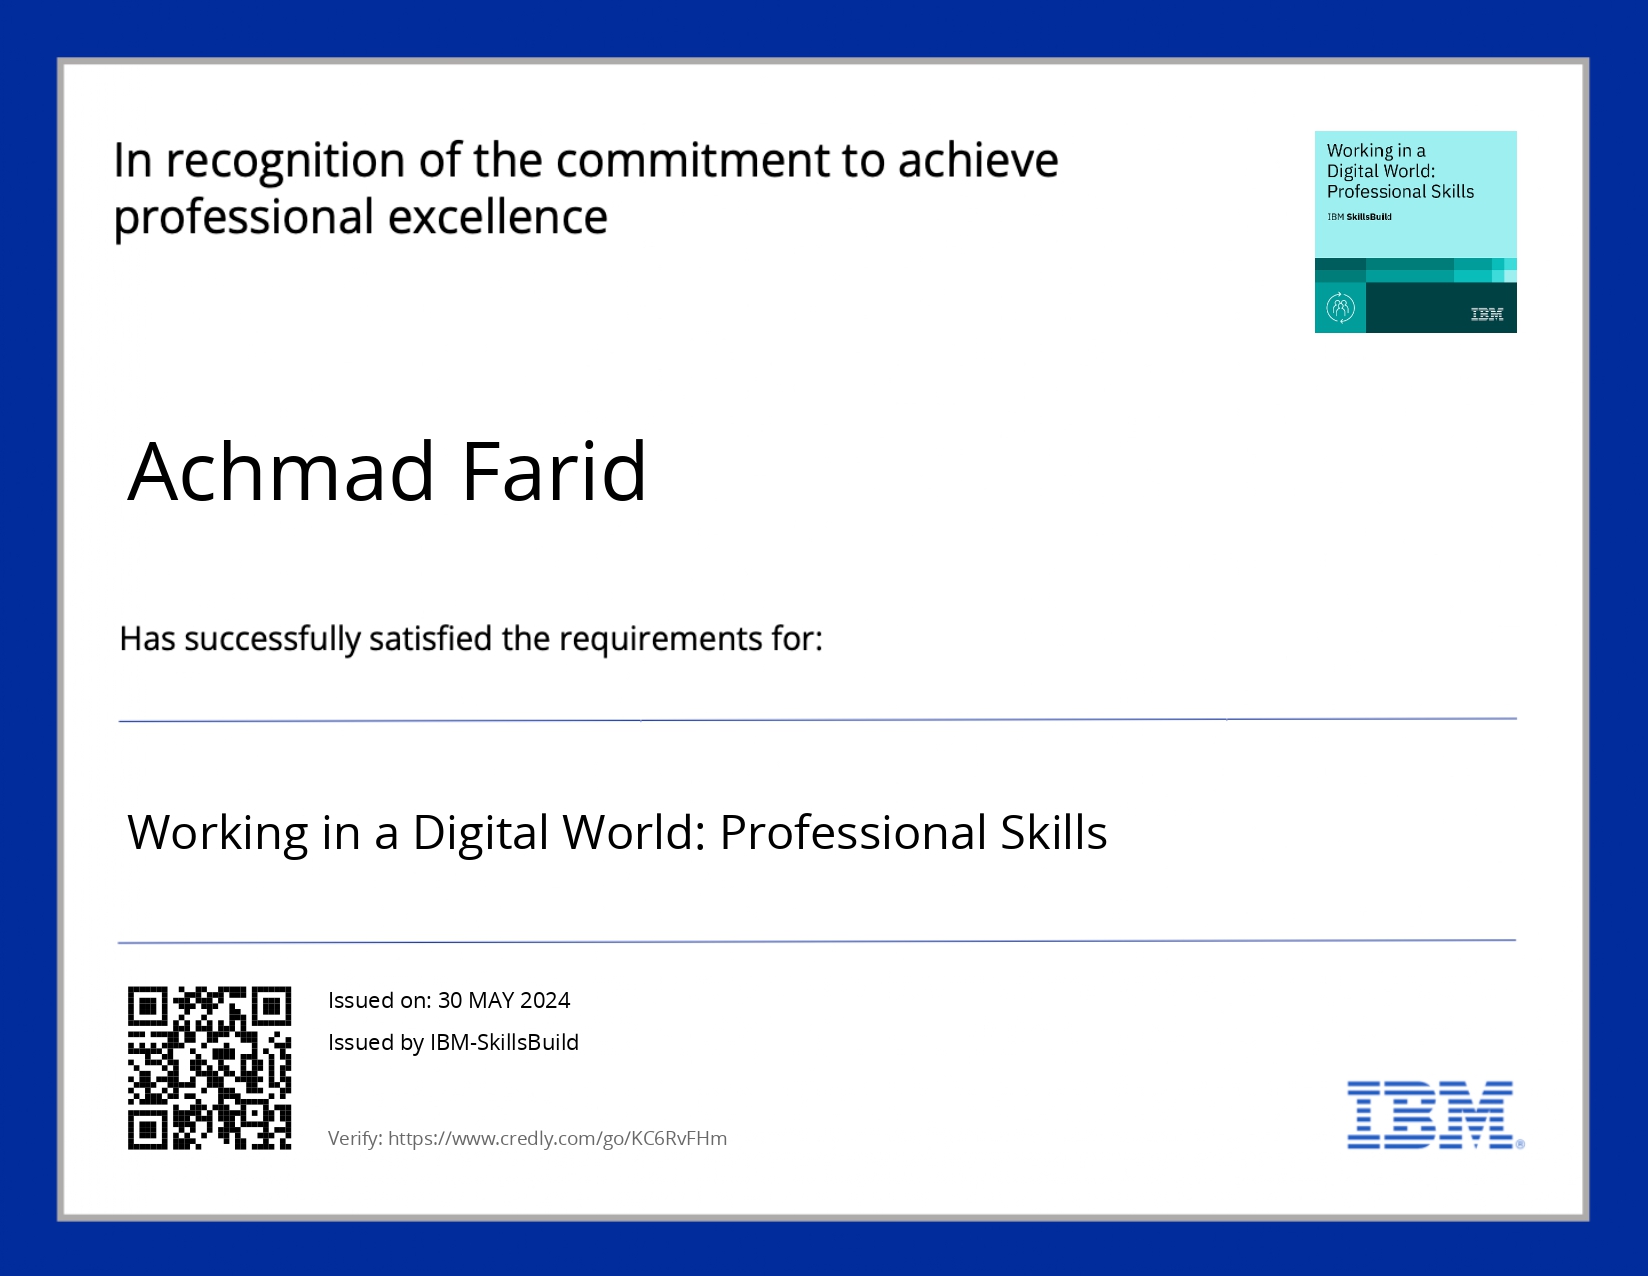 In recognition of the commitment to achieve
professional excellence
Working in a
Digital World:
Professional Skills
IBM SkillsBuild
IBM
Achmad Farid
Has successfully satisfied the requirements for:
Working in a Digital World: Professional Skills
Issued on: 30 MAY 2024
Issued by IBM-SkillsBuild
Verify: https://www.credly.com/go/KC6RvFHm
IBM®